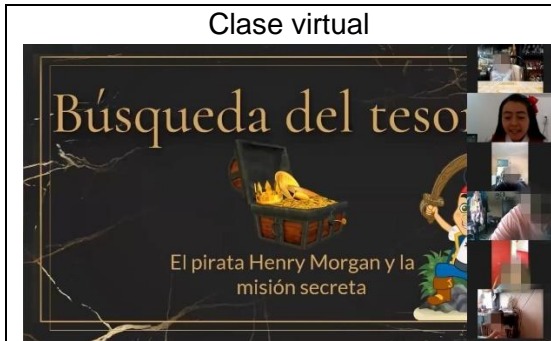 Clase virtual
Búsqueda del teso
El pirata Henry Morgan y la
misión secreta